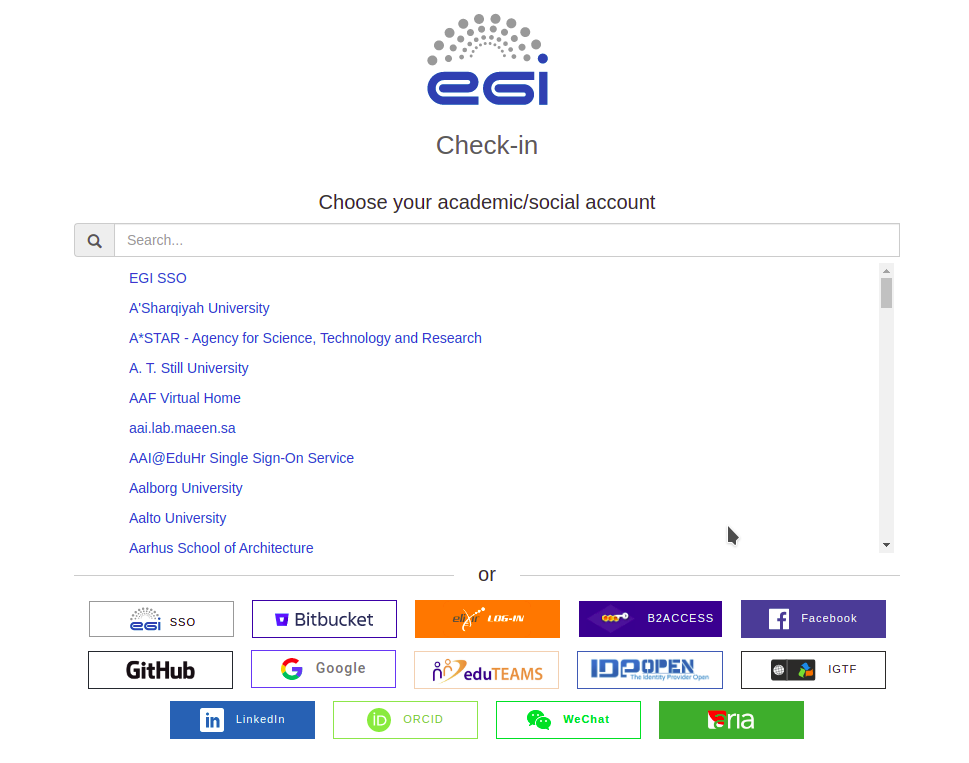 egi
Check-in
Choose your academic/social account
Search...
EGI SSO
A'Sharqiyah University
A*STAR - Agency for Science, Technology and Research
A. T. Still University
AAF Virtual Home
aai.lab.maeen.sa
AAI@EduHr Single Sign-On Service
Aalborg University
Aalto University
Aarhus School of Architecture
or
egi SSO
Bitbucket
elixir LOG-IN
B2ACCESS
Facebook
GitHub
Google
eduTEAMS
IDPOPEN
The Identity Provider Open
IGTF
in LinkedIn
iD ORCID
WeChat
aria